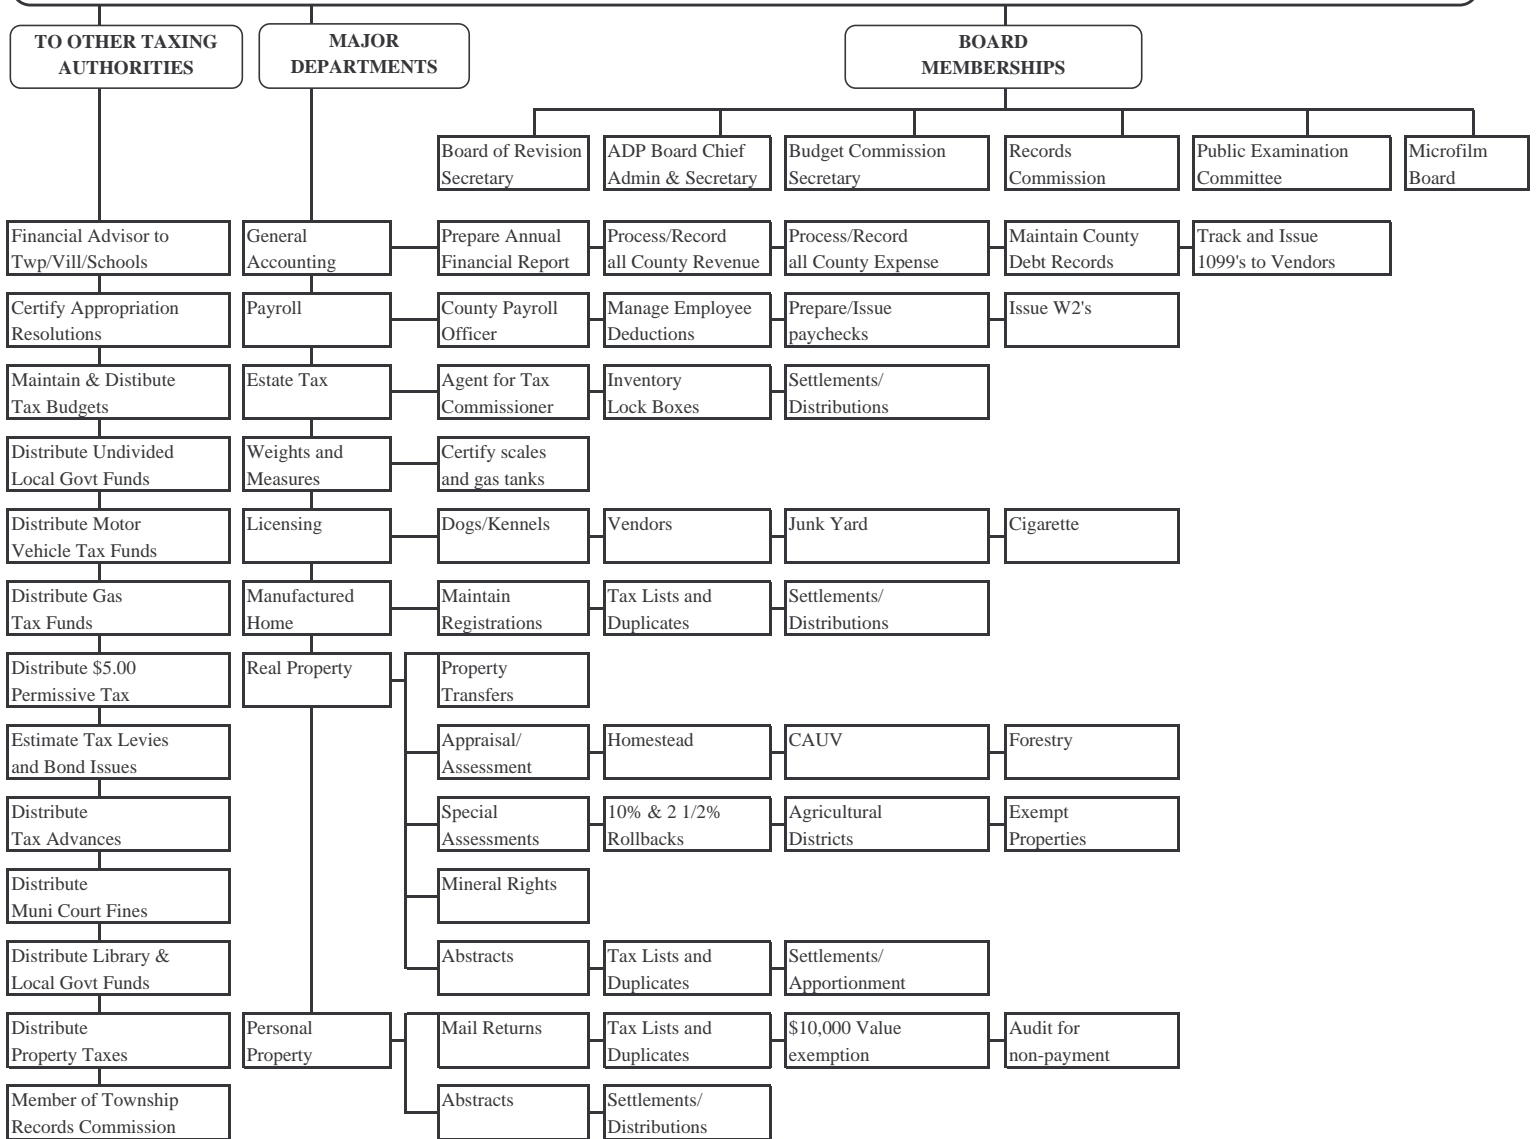 TO OTHER TAXING
AUTHORITIES
MAJOR
DEPARTMENTS
BOARD
MEMBERSHIPS
Board of Revision
Secretary
ADP Board Chief
Admin & Secretary
Budget Commission
Secretary
Records
Commission
Public Examination
Committee
Microfilm
Board
Financial Advisor to
Twp/Vill/Schools
General
Accounting
Prepare Annual
Financial Report
Process/Record
all County Revenue
Process/Record
all County Expense
Maintain County
Debt Records
Track and Issue
1099's to Vendors
Certify Appropriation
Resolutions
Payroll
County Payroll
Officer
Manage Employee
Deductions
Prepare/Issue
paychecks
Issue W2's
Maintain & Distibute
Tax Budgets
Estate Tax
Agent for Tax
Commissioner
Inventory
Lock Boxes
Settlements/
Distributions
Distribute Undivided
Local Govt Funds
Weights and
Measures
Certify scales
and gas tanks
Distribute Motor
Vehicle Tax Funds
Licensing
Dogs/Kennels
Vendors
Junk Yard
Cigarette
Distribute Gas
Tax Funds
Manufactured
Home
Maintain
Registrations
Tax Lists and
Duplicates
Settlements/
Distributions
Distribute $5.00
Permissive Tax
Real Property
Property
Transfers
Estimate Tax Levies
and Bond Issues
Appraisal/
Assessment
Homestead
CAUV
Forestry
Distribute
Tax Advances
Special
Assessments
10% & 2 1/2%
Rollbacks
Agricultural
Districts
Exempt
Properties
Distribute
Muni Court Fines
Mineral Rights
Distribute Library &
Local Govt Funds
Abstracts
Tax Lists and
Duplicates
Settlements/
Apportionment
Distribute
Property Taxes
Personal
Property
Mail Returns
Tax Lists and
Duplicates
$10,000 Value
exemption
Audit for
non-payment
Member of Township
Records Commission
Abstracts
Settlements/
Distributions